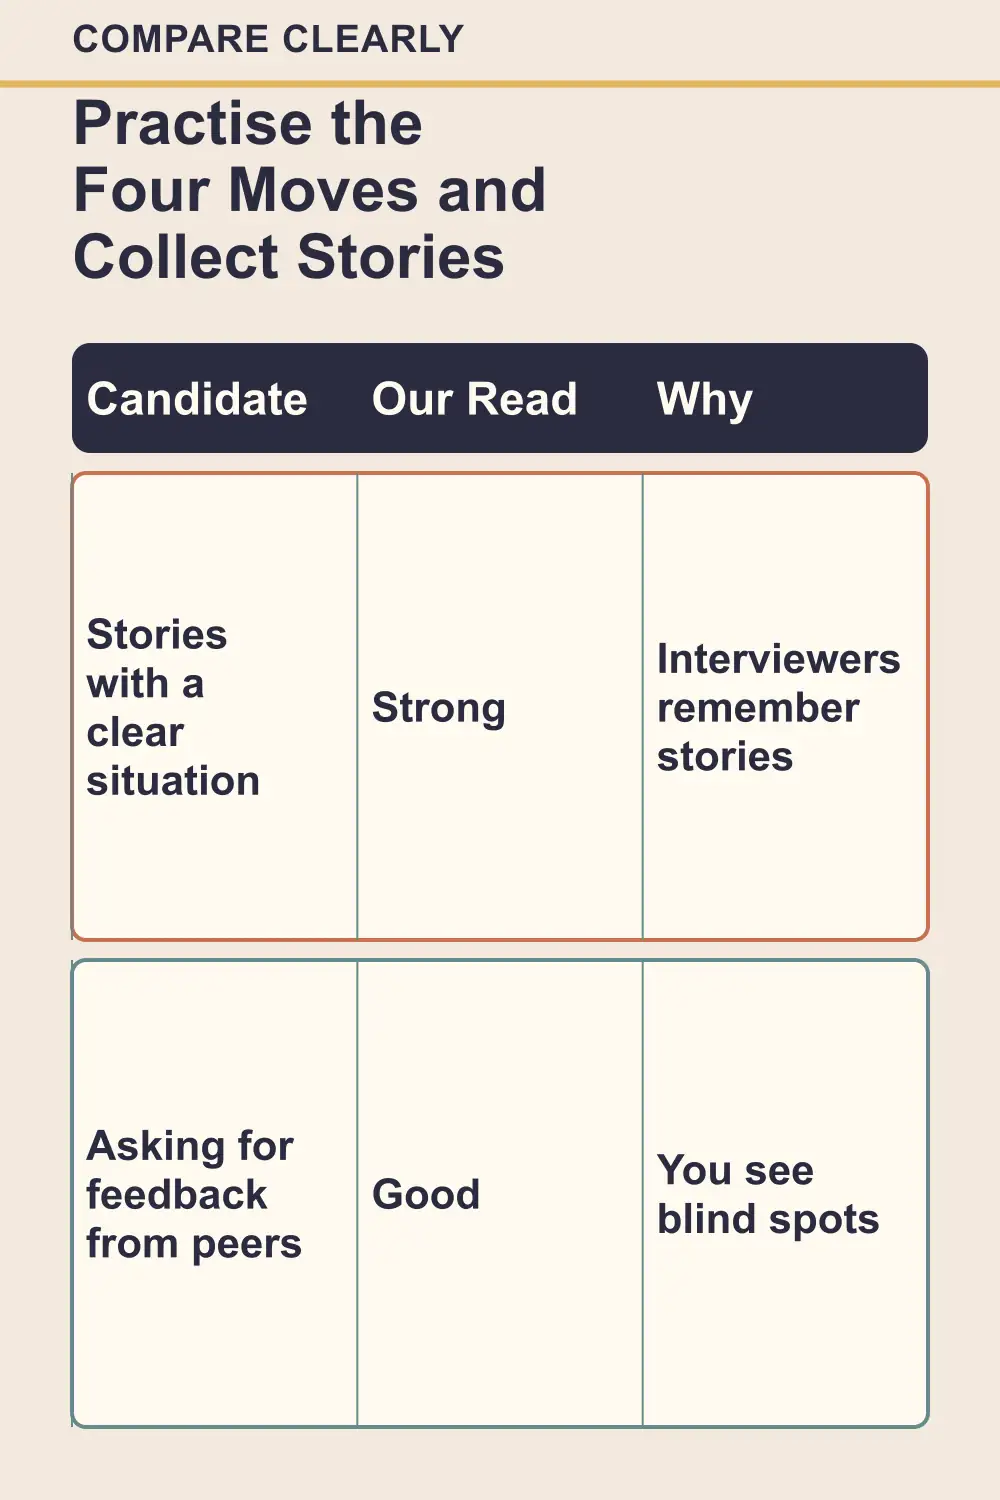 COMPARE CLEARLY
Practise the
Four Moves and
Collect Stories
Candidate Our Read Why
Stories
with a
clear
situation
Strong
Interviewers
remember
stories
Asking for
feedback
from peers
Good
You see
blind spots